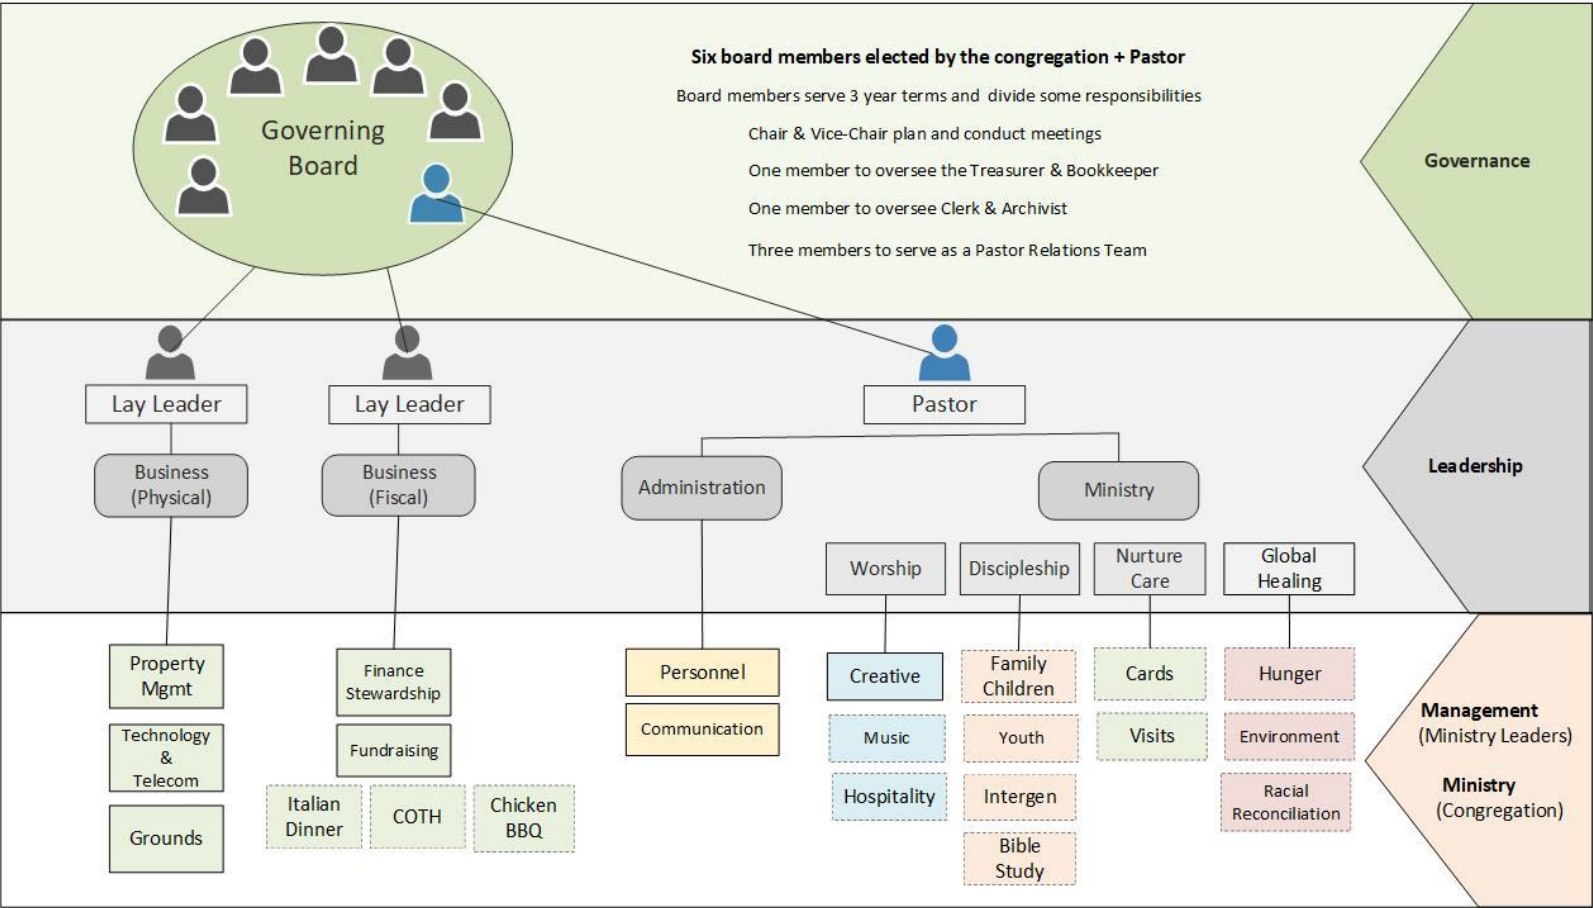 Six board members elected by the congregation + Pastor
Board members serve 3 year terms and divide some responsibilities
Chair & Vice-Chair plan and conduct meetings
One member to oversee the Treasurer & Bookkeeper
One member to oversee Clerk & Archivist
Three members to serve as a Pastor Relations Team
Governing
Board
Governance
Lay Leader
Lay Leader
Pastor
Business
(Physical)
Business
(Fiscal)
Administration
Ministry
Leadership
Worship
Discipleship
Nurture
Care
Global
Healing
Property
Mgmt
Technology
&
Telecom
Grounds
Finance
Stewardship
Fundraising
Italian
Dinner
COTH
Chicken
BBQ
Personnel
Communication
Creative
Music
Hospitality
Family
Children
Youth
Intergen
Bible
Study
Cards
Visits
Hunger
Environment
Racial
Reconciliation
Management
(Ministry Leaders)
Ministry
(Congregation)